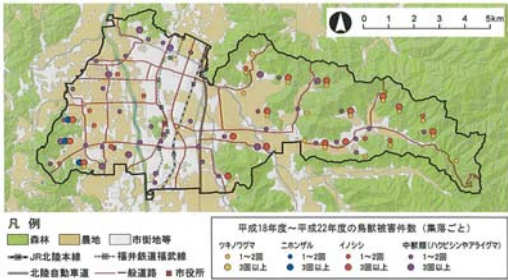 0 1 2 3 4 5km
凡 例
森林 農地 市街地等
JR北陸本線 福井鉄道福武線
北陸自動車道 一般道路 市役所
平成18年度～平成22年度の鳥獣被害件数（集落ごと）
ツキノワグマ ニホンザル イノシシ 中獣類（ハクビシンやアライグマ）
1～2回 1～2回 1～2回 1～2回
3回以上 3回以上 3回以上 3回以上